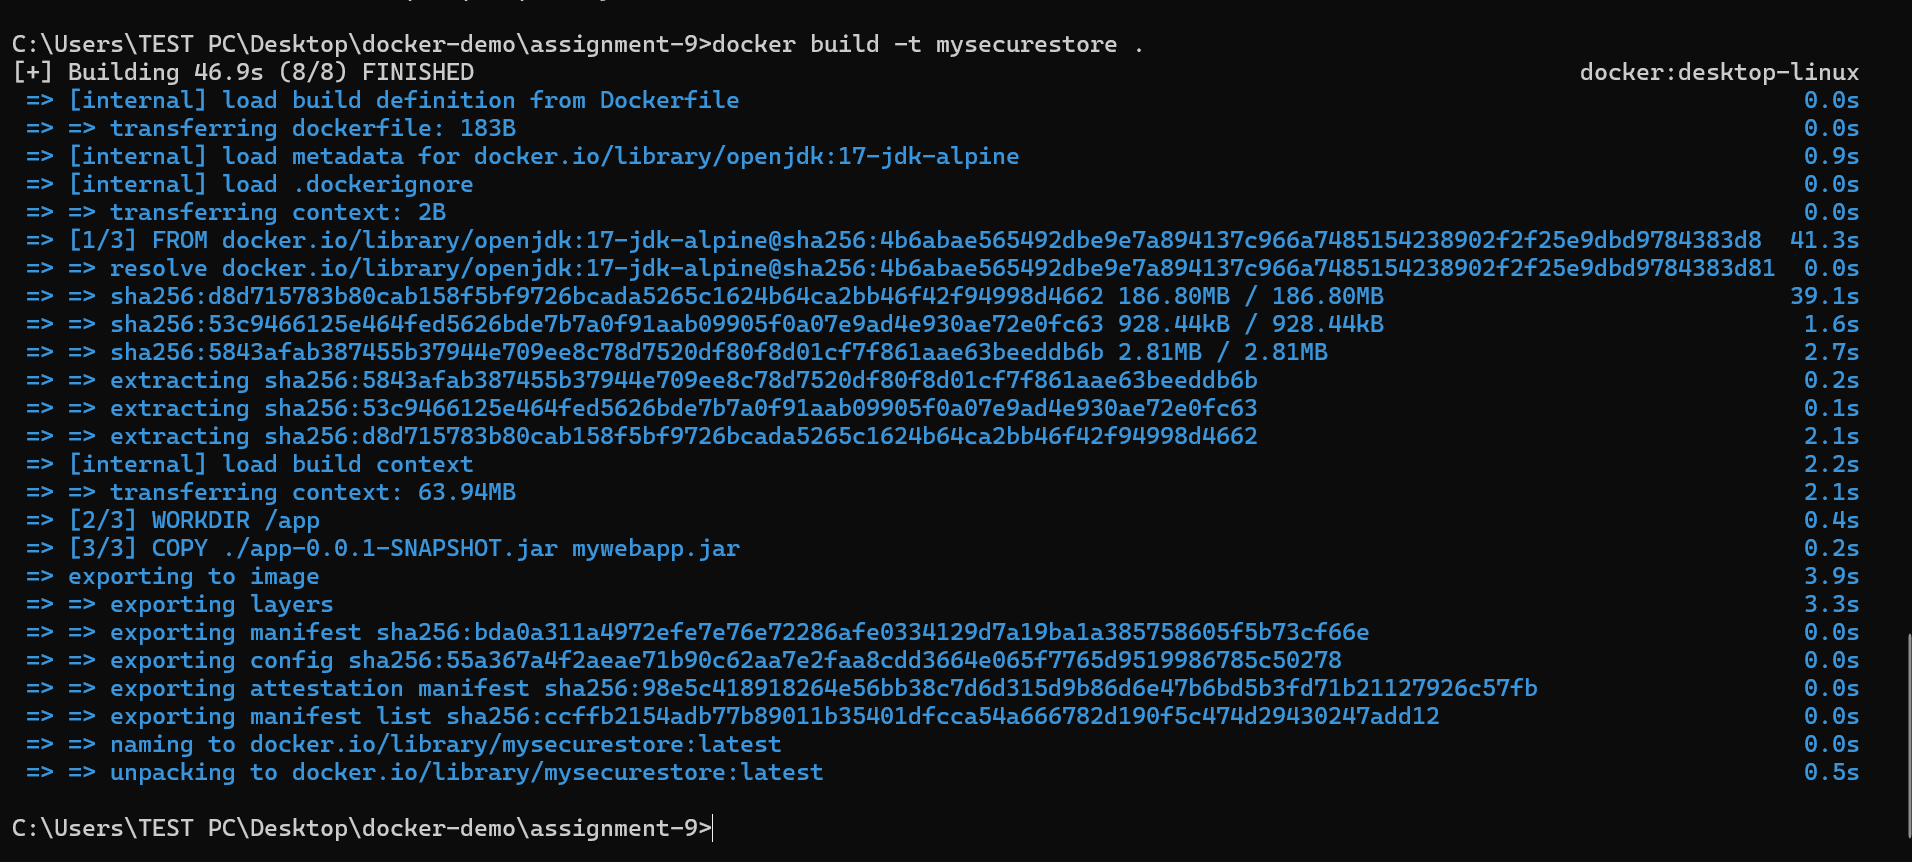 C:\Users\TEST PC\Desktop\docker-demo\assignment-9>docker build -t mysecurestore .
[+] Building 46.9s (8/8) FINISHED docker:desktop-linux
=> [internal] load build definition from Dockerfile 0.0s
=> => transferring dockerfile: 183B 0.0s
=> [internal] load metadata for docker.io/library/openjdk:17-jdk-alpine 0.9s
=> [internal] load .dockerignore 0.0s
=> => transferring context: 2B 0.0s
=> [1/3] FROM docker.io/library/openjdk:17-jdk-alpine@sha256:4b6abae565492dbe9e7a894137c966a7485154238902f2f25e9dbd9784383d8 41.3s
=> => resolve docker.io/library/openjdk:17-jdk-alpine@sha256:4b6abae565492dbe9e7a894137c966a7485154238902f2f25e9dbd9784383d81 0.0s
=> => sha256:d8d715783b80cab158f5bf9726bcada5265c1624b64ca2bb46f42f94998d4662 186.80MB / 186.80MB 39.1s
=> => sha256:53c9466125e464fed5626bde7b7a0f91aab09905f0a07e9ad4e930ae72e0fc63 928.44kB / 928.44kB 1.6s
=> => sha256:5843afab387455b37944e709ee8c78d7520df80f8d01cf7f861aae63beeddb6b 2.81MB / 2.81MB 2.7s
=> => extracting sha256:5843afab387455b37944e709ee8c78d7520df80f8d01cf7f861aae63beeddb6b 0.2s
=> => extracting sha256:53c9466125e464fed5626bde7b7a0f91aab09905f0a07e9ad4e930ae72e0fc63 0.1s
=> => extracting sha256:d8d715783b80cab158f5bf9726bcada5265c1624b64ca2bb46f42f94998d4662 2.1s
=> [internal] load build context 2.2s
=> => transferring context: 63.94MB 2.1s
=> [2/3] WORKDIR /app 0.4s
=> [3/3] COPY ./app-0.0.1-SNAPSHOT.jar mywebapp.jar 0.2s
=> exporting to image 3.9s
=> => exporting layers 3.3s
=> => exporting manifest sha256:bda0a311a4972efe7e76e72286afe0334129d7a19ba1a385758605f5b73cf66e 0.0s
=> => exporting config sha256:55a367a4f2aeae71b90c62aa7e2faa8cdd3664e065f7765d9519986785c50278 0.0s
=> => exporting attestation manifest sha256:98e5c418918264e56bb38c7d6d315d9b86d6e47b6bd5b3fd71b21127926c57fb 0.0s
=> => exporting manifest list sha256:ccffb2154adb77b89011b35401dfcca54a666782d190f5c474d29430247add12 0.0s
=> => naming to docker.io/library/mysecurestore:latest 0.0s
=> => unpacking to docker.io/library/mysecurestore:latest 0.5s
C:\Users\TEST PC\Desktop\docker-demo\assignment-9>